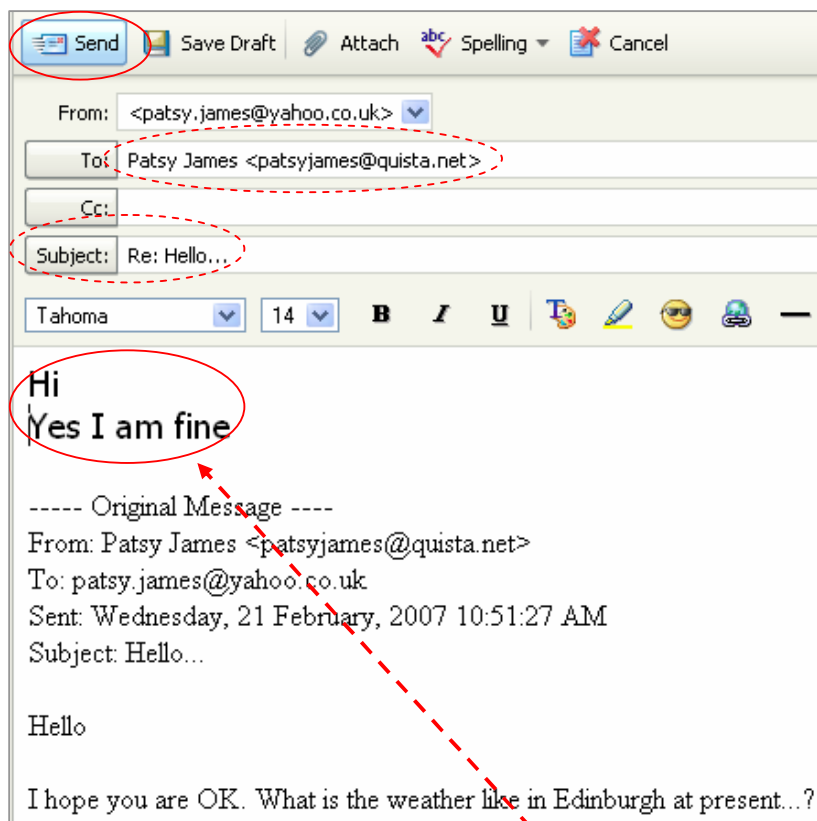 Send Save Draft Attach abc Spelling Cancel
From: <patsy.james@yahoo.co.uk>
To: Patsy James <patsyjames@quista.net>
Cc:
Subject: Re: Hello...
Tahoma 14 B I U
Hi
Yes I am fine
----- Original Message ----
From: Patsy James <patsyjames@quista.net>
To: patsy.james@yahoo.co.uk
Sent: Wednesday, 21 February, 2007 10:51:27 AM
Subject: Hello...
Hello
I hope you are OK. What is the weather like in Edinburgh at present...?